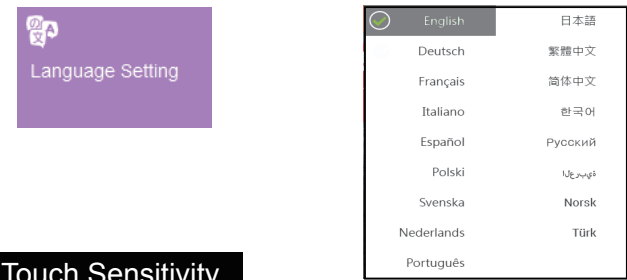 Language Setting
English
Deutsch
Français
Italiano
Español
Polski
Svenska
Nederlands
Português
日本語
繁體中文
简体中文
한국어
Русский
ةيبرعلا
Norsk
Türk
Touch Sensitivity